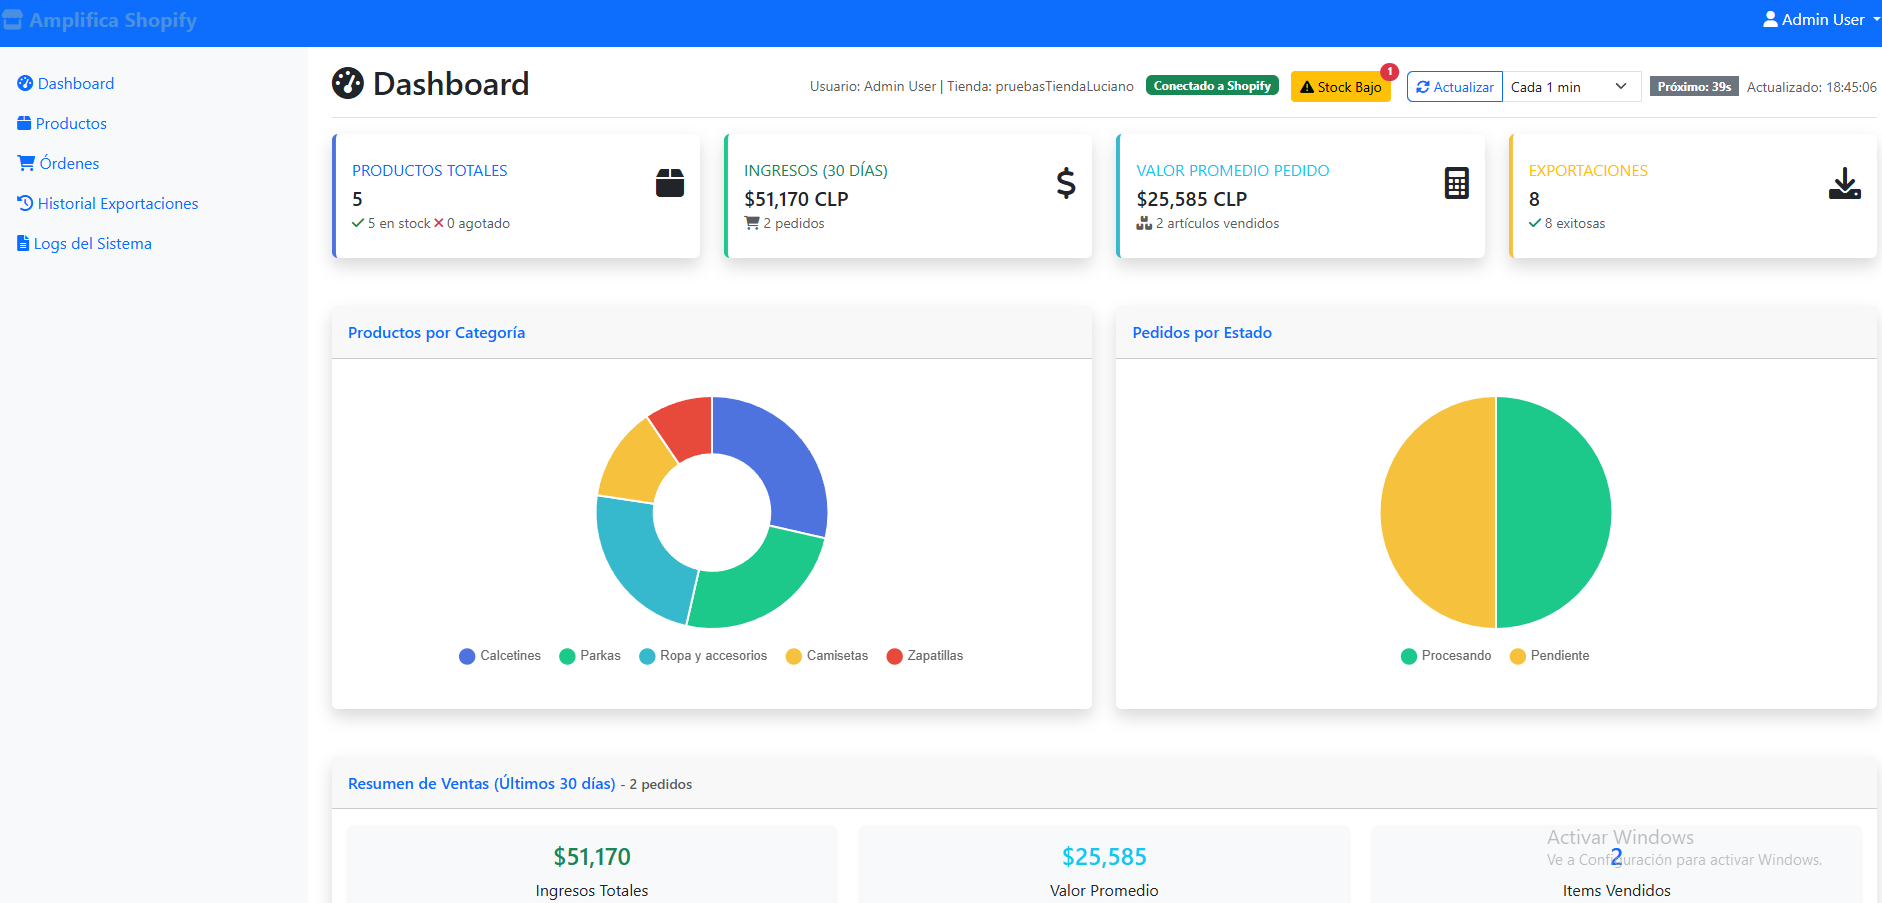 Amplifica Shopify
Admin User
Dashboard
Productos
Órdenes
Historial Exportaciones
Logs del Sistema
Dashboard
Usuario: Admin User | Tienda: pruebasTiendaLuciano
Conectado a Shopify
Stock Bajo
1
Actualizar
Cada 1 min
Próximo: 39s
Actualizado: 18:45:06
PRODUCTOS TOTALES
5
5 en stock 0 agotado
INGRESOS (30 DÍAS)
$51,170 CLP
2 pedidos
VALOR PROMEDIO PEDIDO
$25,585 CLP
2 artículos vendidos
EXPORTACIONES
8
8 exitosas
Productos por Categoría
Calcetines Parkas Ropa y accesorios Camisetas Zapatillas
Pedidos por Estado
Procesando Pendiente
Resumen de Ventas (Últimos 30 días) - 2 pedidos
$51,170
Ingresos Totales
$25,585
Valor Promedio
2
Items Vendidos
Activar Windows
Ve a Configuración para activar Windows.